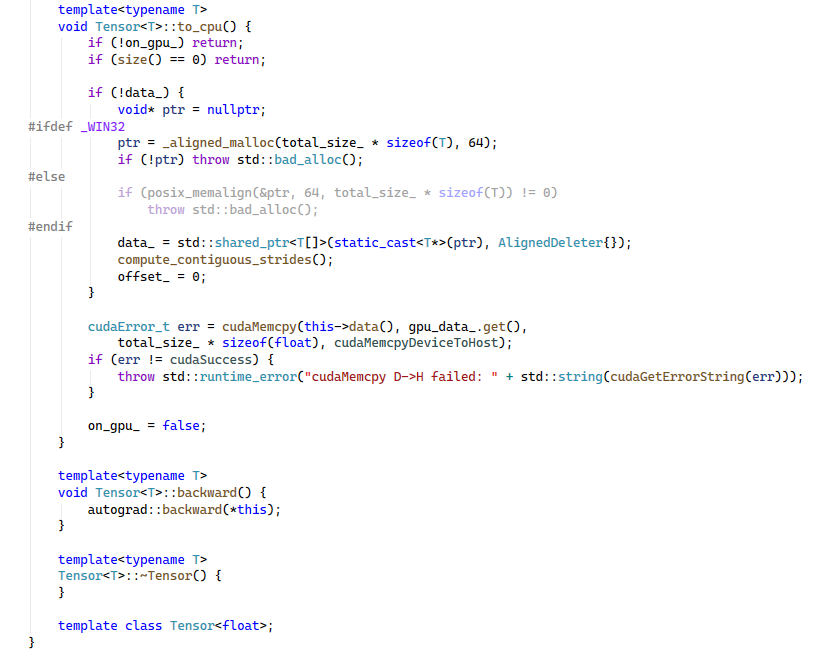 template<typename T>
void Tensor<T>::to_cpu() {
if (!on_gpu_) return;
if (size() == 0) return;
if (!data_) {
void* ptr = nullptr;
#ifdef _WIN32
ptr = _aligned_malloc(total_size_ * sizeof(T), 64);
if (!ptr) throw std::bad_alloc();
#else
if (posix_memalign(&ptr, 64, total_size_ * sizeof(T)) != 0)
throw std::bad_alloc();
#endif
data_ = std::shared_ptr<T[]>(static_cast<T*>(ptr), AlignedDeleter{});
compute_contiguous_strides();
offset_ = 0;
}
cudaError_t err = cudaMemcpy(this->data(), gpu_data_.get(),
total_size_ * sizeof(float), cudaMemcpyDeviceToHost);
if (err != cudaSuccess) {
throw std::runtime_error("cudaMemcpy D->H failed: " + std::string(cudaGetErrorString(err)));
}
on_gpu_ = false;
}
template<typename T>
void Tensor<T>::backward() {
autograd::backward(*this);
}
template<typename T>
Tensor<T>::~Tensor() {
}
template class Tensor<float>;
}